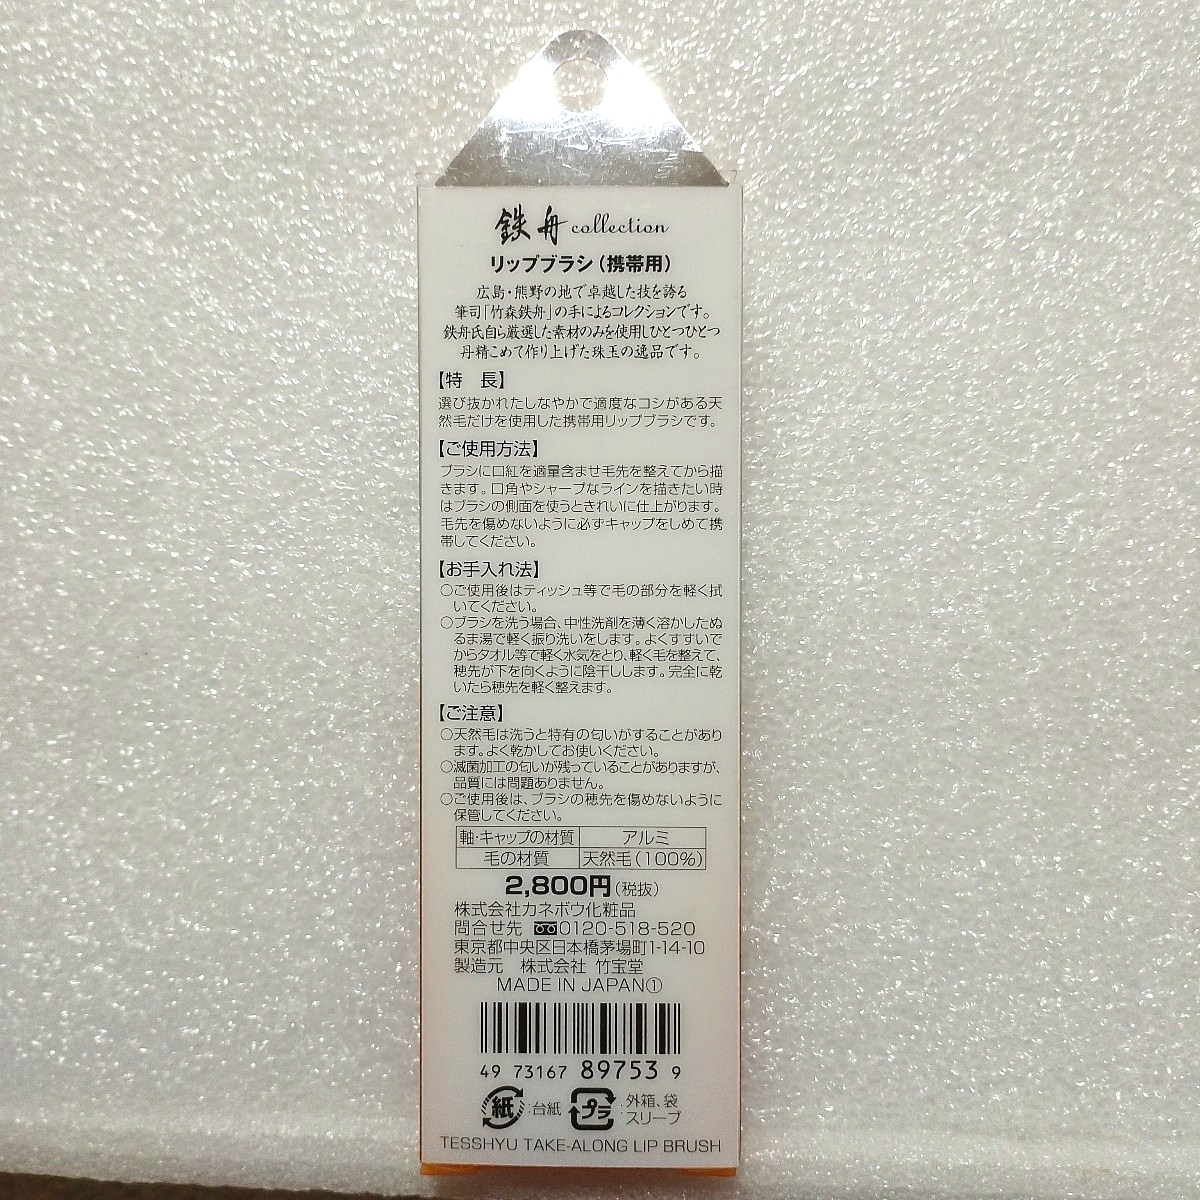 鉄舟collection
リップブラシ(携帯用)
広島・熊野の地で卓越した技を誇る
筆司「竹森鉄舟」の手によるコレクションです。
鉄舟氏自ら厳選した素材のみを使用しひとつひとつ
丹精こめて作り上げた珠玉の逸品です。
【特 長】
選び抜かれたしなやかで適度なコシがある天
然毛だけを使用した携帯用リップブラシです。
【ご使用方法】
ブラシに口紅を適量含ませ毛先を整えてから描
きます。口角やシャープなラインを描きたい時
はブラシの側面を使うときれいに仕上がります。
毛先を傷めないように必ずキャップをしめて携
帯してください。
【お手入れ法】
○ご使用後はティッシュ等で毛の部分を軽く拭
いてください。
○ブラシを洗う場合、中性洗剤を薄く溶かしたぬ
るま湯で軽く振り洗いをします。よくすすいで
からタオル等で軽く水気をとり、軽く毛を整えて、
穂先が下を向くように陰干しします。完全に乾
いたら穂先を軽く整えます。
【ご注意】
○天然毛は洗うと特有の匂いがすることがあり
ます。よく乾かしてお使いください。
○滅菌加工の匂いが残っていることがありますが、
品質には問題ありません。
○ご使用後は、ブラシの穂先を傷めないように
保管してください。
軸・キャップの材質 アルミ
毛の材質 天然毛(100%)
2,800円(税抜)
株式会社カネボウ化粧品
問合せ先 0120-518-520
東京都中央区日本橋茅場町1-14-10
製造元 株式会社 竹宝堂
MADE IN JAPAN①
49 73167 89753 9
紙:台紙 プラ:外箱、袋
スリーブ
TESSHYU TAKE-ALONG LIP BRUSH